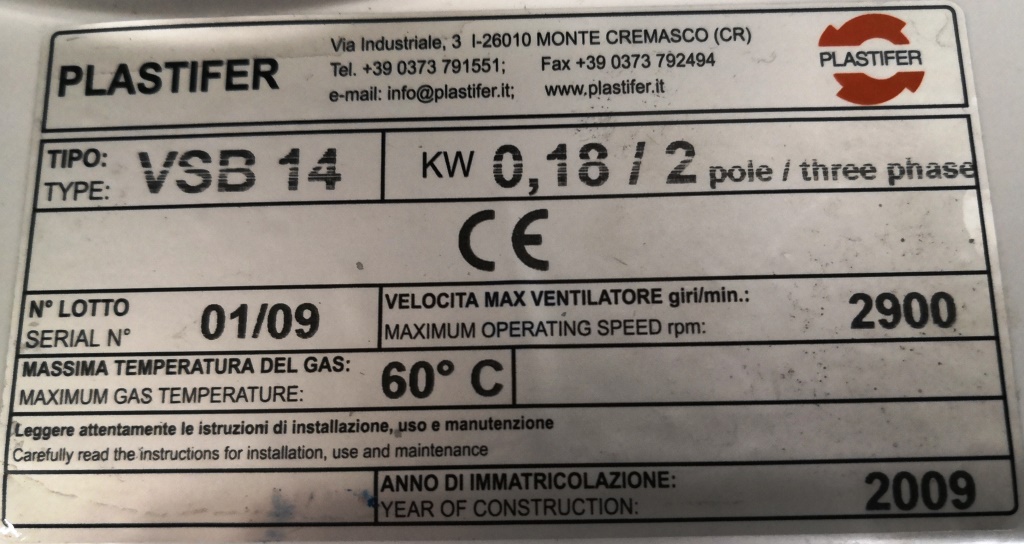 PLASTIFER
Via Industriale, 3 I-26010 MONTE CREMASCO (CR)
Tel. +39 0373 791551; Fax +39 0373 792494
e-mail: info@plastifer.it; www.plastifer.it
PLASTIFER
TIPO:
TYPE:
VSB 14
KW 0,18 / 2 pole / three phase
CE
N° LOTTO
SERIAL N°
01/09
VELOCITA MAX VENTILATORE giri/min.:
MAXIMUM OPERATING SPEED rpm:
2900
MASSIMA TEMPERATURA DEL GAS:
MAXIMUM GAS TEMPERATURE:
60° C
Leggere attentamente le istruzioni di installazione, uso e manutenzione
Carefully read the instructions for installation, use and maintenance
ANNO DI IMMATRICOLAZIONE:
YEAR OF CONSTRUCTION:
2009